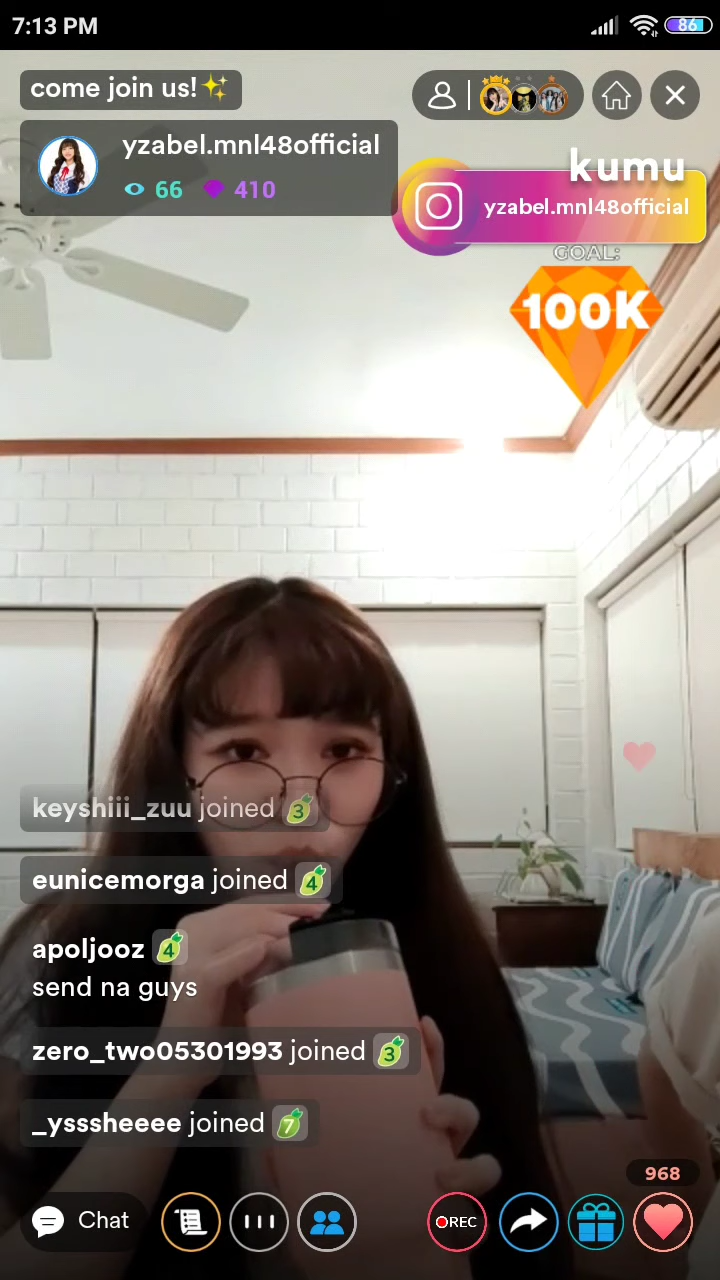 7:13 PM
86
come join us!✨
yzabel.mnl48official
66 410
kumu
yzabel.mnl48official
GOAL:
100K
keyshiii_zuu joined 3
eunicemorga joined 4
apoljooz 4
send na guys
zero_two05301993 joined 3
_ysssheeee joined 7
968
Chat
REC